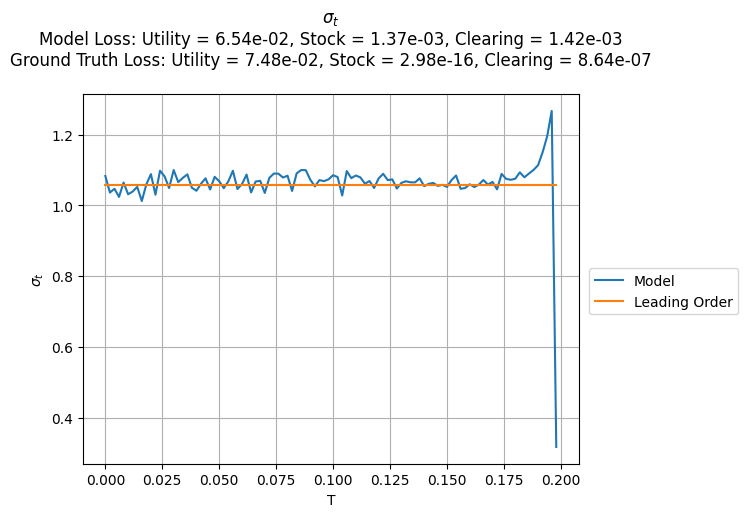 σt
Model Loss: Utility = 6.54e-02, Stock = 1.37e-03, Clearing = 1.42e-03
Ground Truth Loss: Utility = 7.48e-02, Stock = 2.98e-16, Clearing = 8.64e-07
1.2
1.0
0.8
0.6
0.4
σt
Model
Leading Order
0.000 0.025 0.050 0.075 0.100 0.125 0.150 0.175 0.200
T